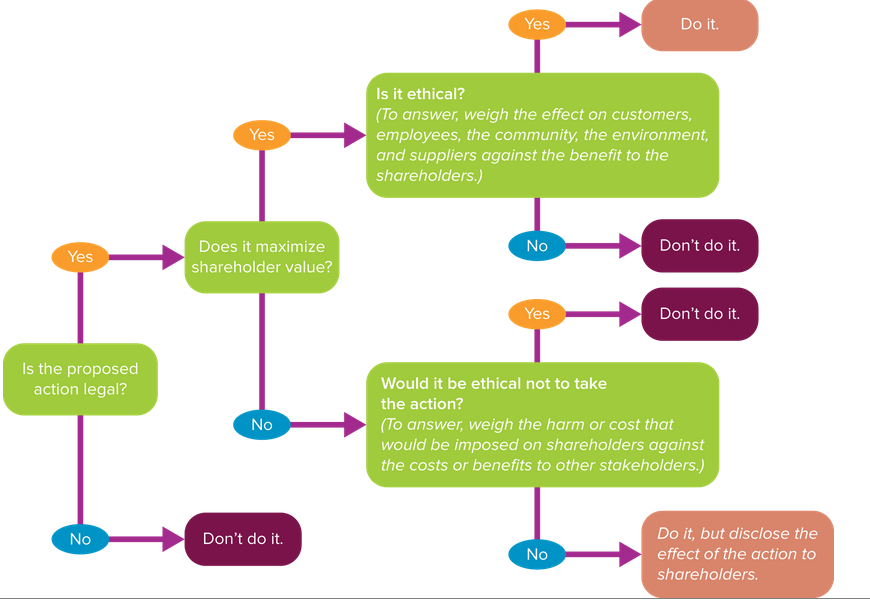 Yes
Do it.
Is it ethical?
(To answer, weigh the effect on customers,
employees, the community, the environment,
and suppliers against the benefit to the
shareholders.)
Yes
Does it maximize
shareholder value?
No
Don’t do it.
Yes
Is the proposed
action legal?
Yes
Don’t do it.
Would it be ethical not to take
the action?
(To answer, weigh the harm or cost that
would be imposed on shareholders against
the costs or benefits to other stakeholders.)
No
No
Don’t do it.
No
Do it, but disclose the
effect of the action to
shareholders.